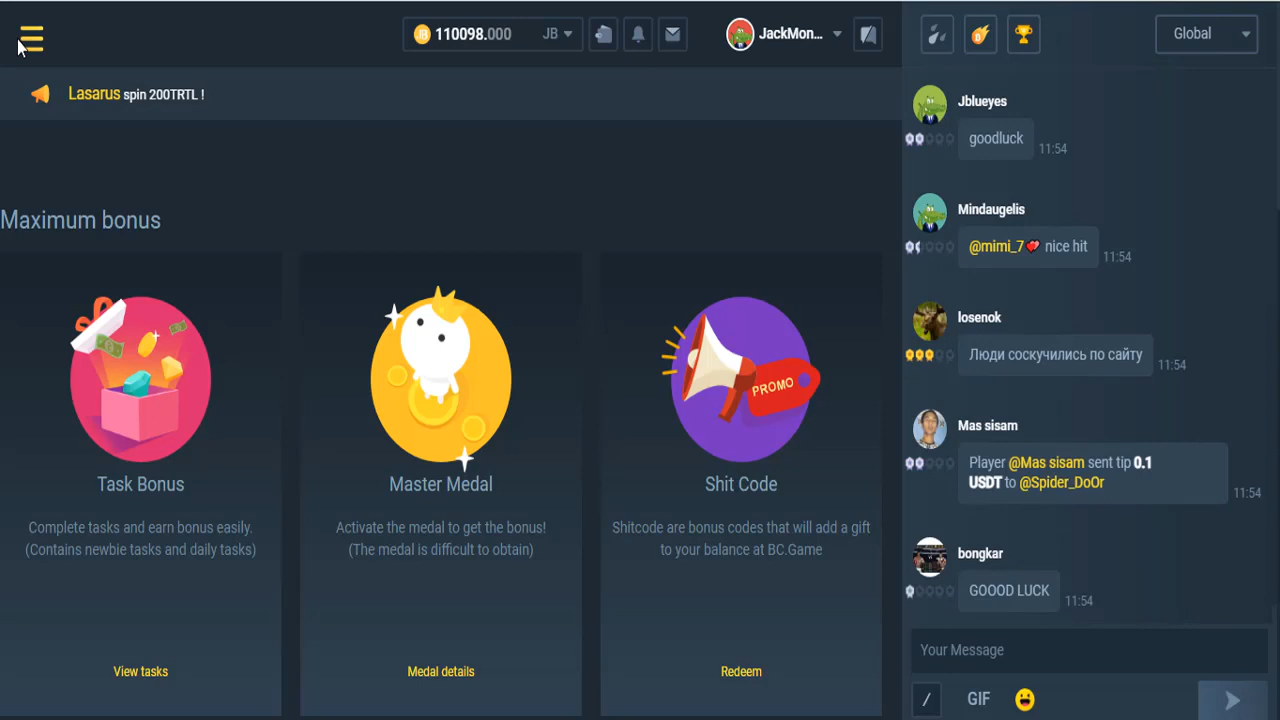 JB 110098.000 JB
JackMon...
Global
Lasarus spin 200TRTL !
Maximum bonus
PROMO
Task Bonus
Complete tasks and earn bonus easily.
(Contains newbie tasks and daily tasks)
View tasks
Master Medal
Activate the medal to get the bonus!
(The medal is difficult to obtain)
Medal details
Shit Code
Shitcode are bonus codes that will add a gift
to your balance at BC.Game
Redeem
Jblueyes
goodluck
11:54
Mindaugelis
@mimi_7 nice hit
11:54
losenok
Люди соскучились по сайту
11:54
Mas sisam
Player @Mas sisam sent tip 0.1
USDT to @Spider_DoOr
11:54
bongkar
GOOOD LUCK
11:54
Your Message
/ GIF